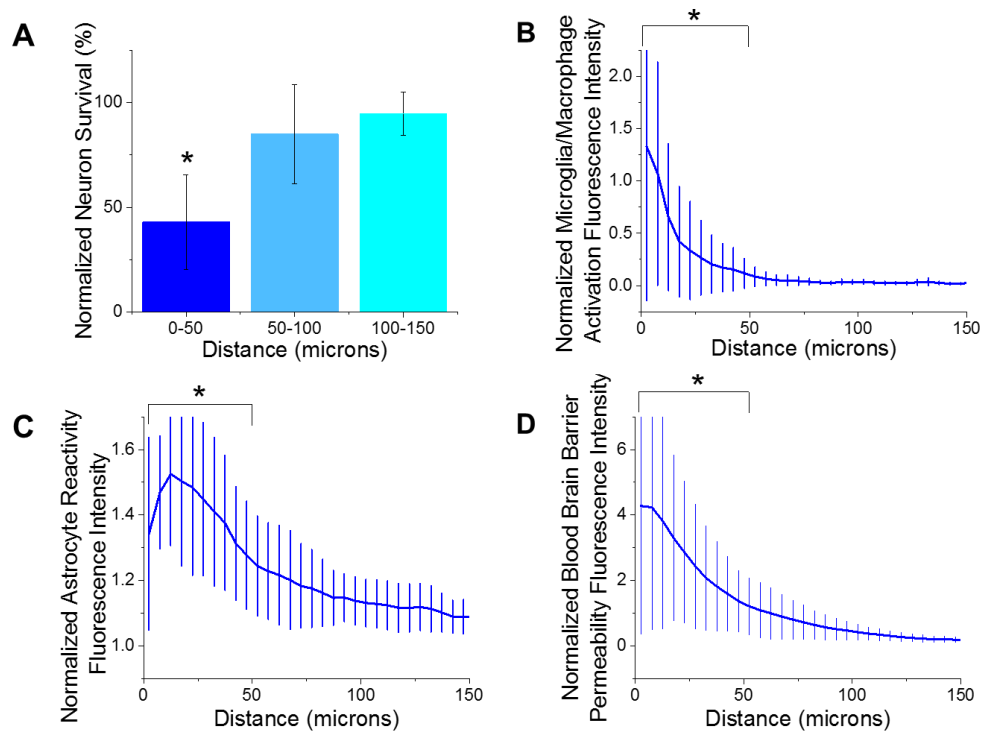 A
Normalized Neuron Survival (%)
100
50
0
*
0-50
50-100
100-150
Distance (microns)
B
Normalized Microglia/Macrophage
Activation Fluorescence Intensity
*
2.0
1.5
1.0
0.5
0.0
0
50
100
150
Distance (microns)
C
Normalized Astrocyte Reactivity
Fluorescence Intensity
*
1.6
1.4
1.2
1.0
0
50
100
150
Distance (microns)
D
Normalized Blood Brain Barrier
Permeability Fluorescence Intensity
*
6
4
2
0
0
50
100
150
Distance (microns)